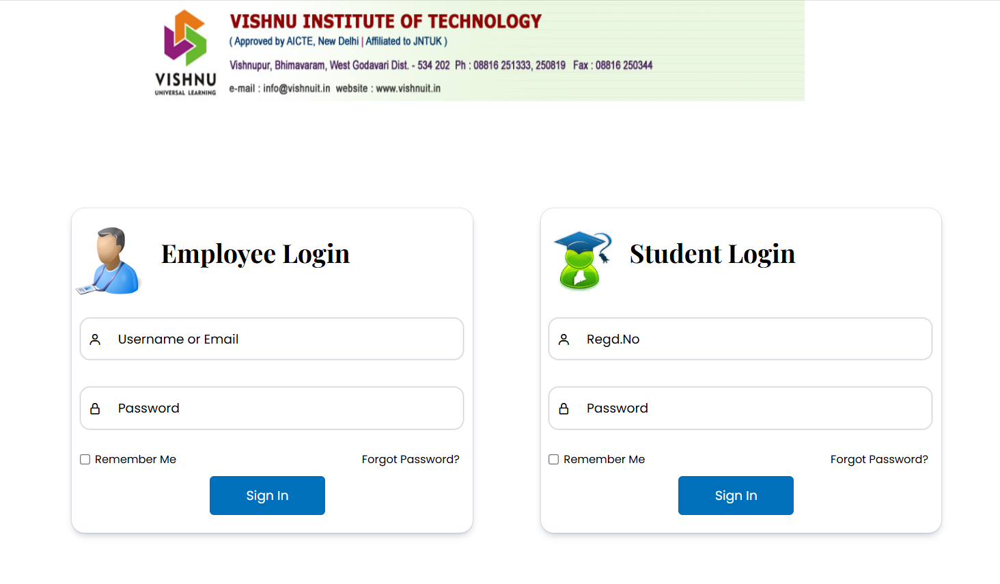 VISHNU INSTITUTE OF TECHNOLOGY
( Approved by AICTE, New Delhi | Affiliated to JNTUK )
Vishnupur, Bhimavaram, West Godavari Dist. - 534 202 Ph : 08816 251333, 250819 Fax : 08816 250344
e-mail : info@vishnuit.in website : www.vishnuit.in
VISHNU
UNIVERSAL LEARNING
Employee Login
Username or Email
Password
Remember Me
Forgot Password?
Sign In
Student Login
Regd.No
Password
Remember Me
Forgot Password?
Sign In